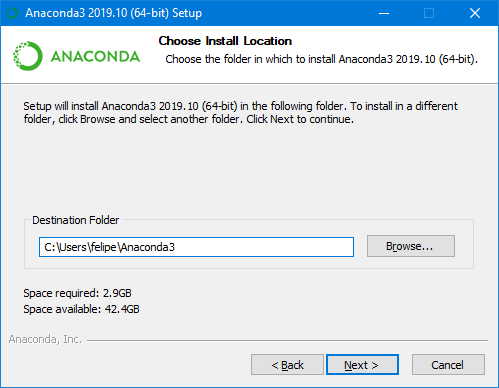 Anaconda3 2019.10 (64-bit) Setup
ANACONDA
Choose Install Location
Choose the folder in which to install Anaconda3 2019.10 (64-bit).
Setup will install Anaconda3 2019.10 (64-bit) in the following folder. To install in a different
folder, click Browse and select another folder. Click Next to continue.
Destination Folder
C:\Users\felipe\Anaconda3
Browse...
Space required: 2.9GB
Space available: 42.4GB
Anaconda, Inc.
< Back
Next >
Cancel